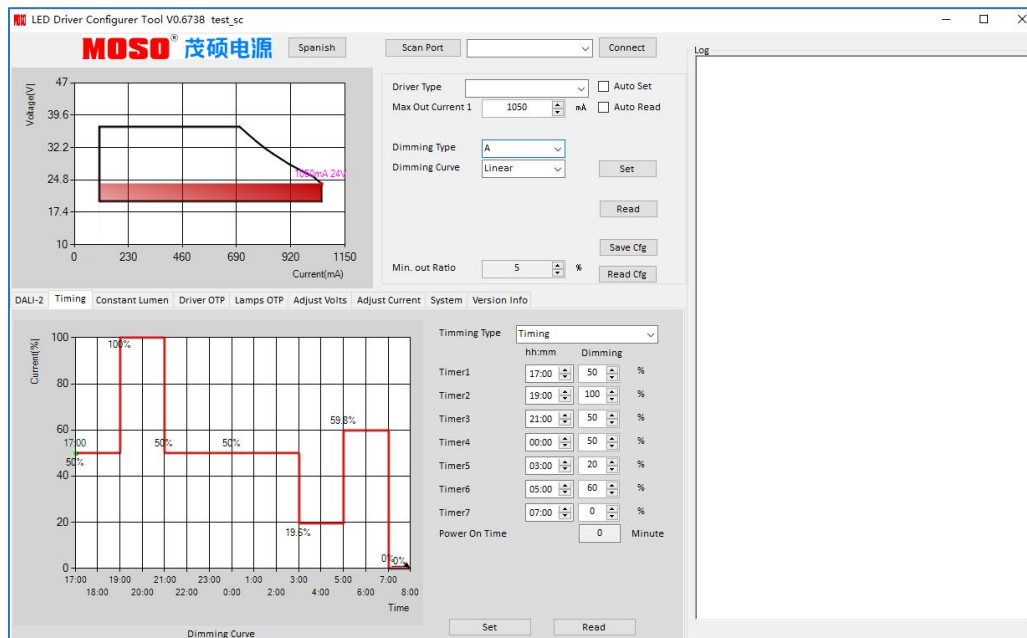 MOSO LED Driver Configurer Tool V0.6738 test_sc
MOSO® 茂硕电源
Spanish
Scan Port
Connect
Log
Voltage(V)
47
39.6
32.2
24.8
17.4
10
1050mA 24V
0 230 460 690 920 1150
Current(mA)
Driver Type
Auto Set
Max Out Current 1 1050 mA
Auto Read
Dimming Type A
Dimming Curve Linear
Set
Read
Save Cfg
Min. out Ratio 5 %
Read Cfg
DALI-2 Timing Constant Lumen Driver OTP Lamps OTP Adjust Volts Adjust Current System Version Info
Current(%)
100
80
60
40
20
0
100%
17:00
50%
50%
50%
19.6%
59.8%
0%
0%
17:00 19:00 21:00 23:00 1:00 3:00 5:00 7:00
18:00 20:00 22:00 0:00 2:00 4:00 6:00 8:00
Time
Dimming Curve
Timming Type Timing
hh:mm Dimming
Timer1 17:00 50 %
Timer2 19:00 100 %
Timer3 21:00 50 %
Timer4 00:00 50 %
Timer5 03:00 20 %
Timer6 05:00 60 %
Timer7 07:00 0 %
Power On Time 0 Minute
Set
Read